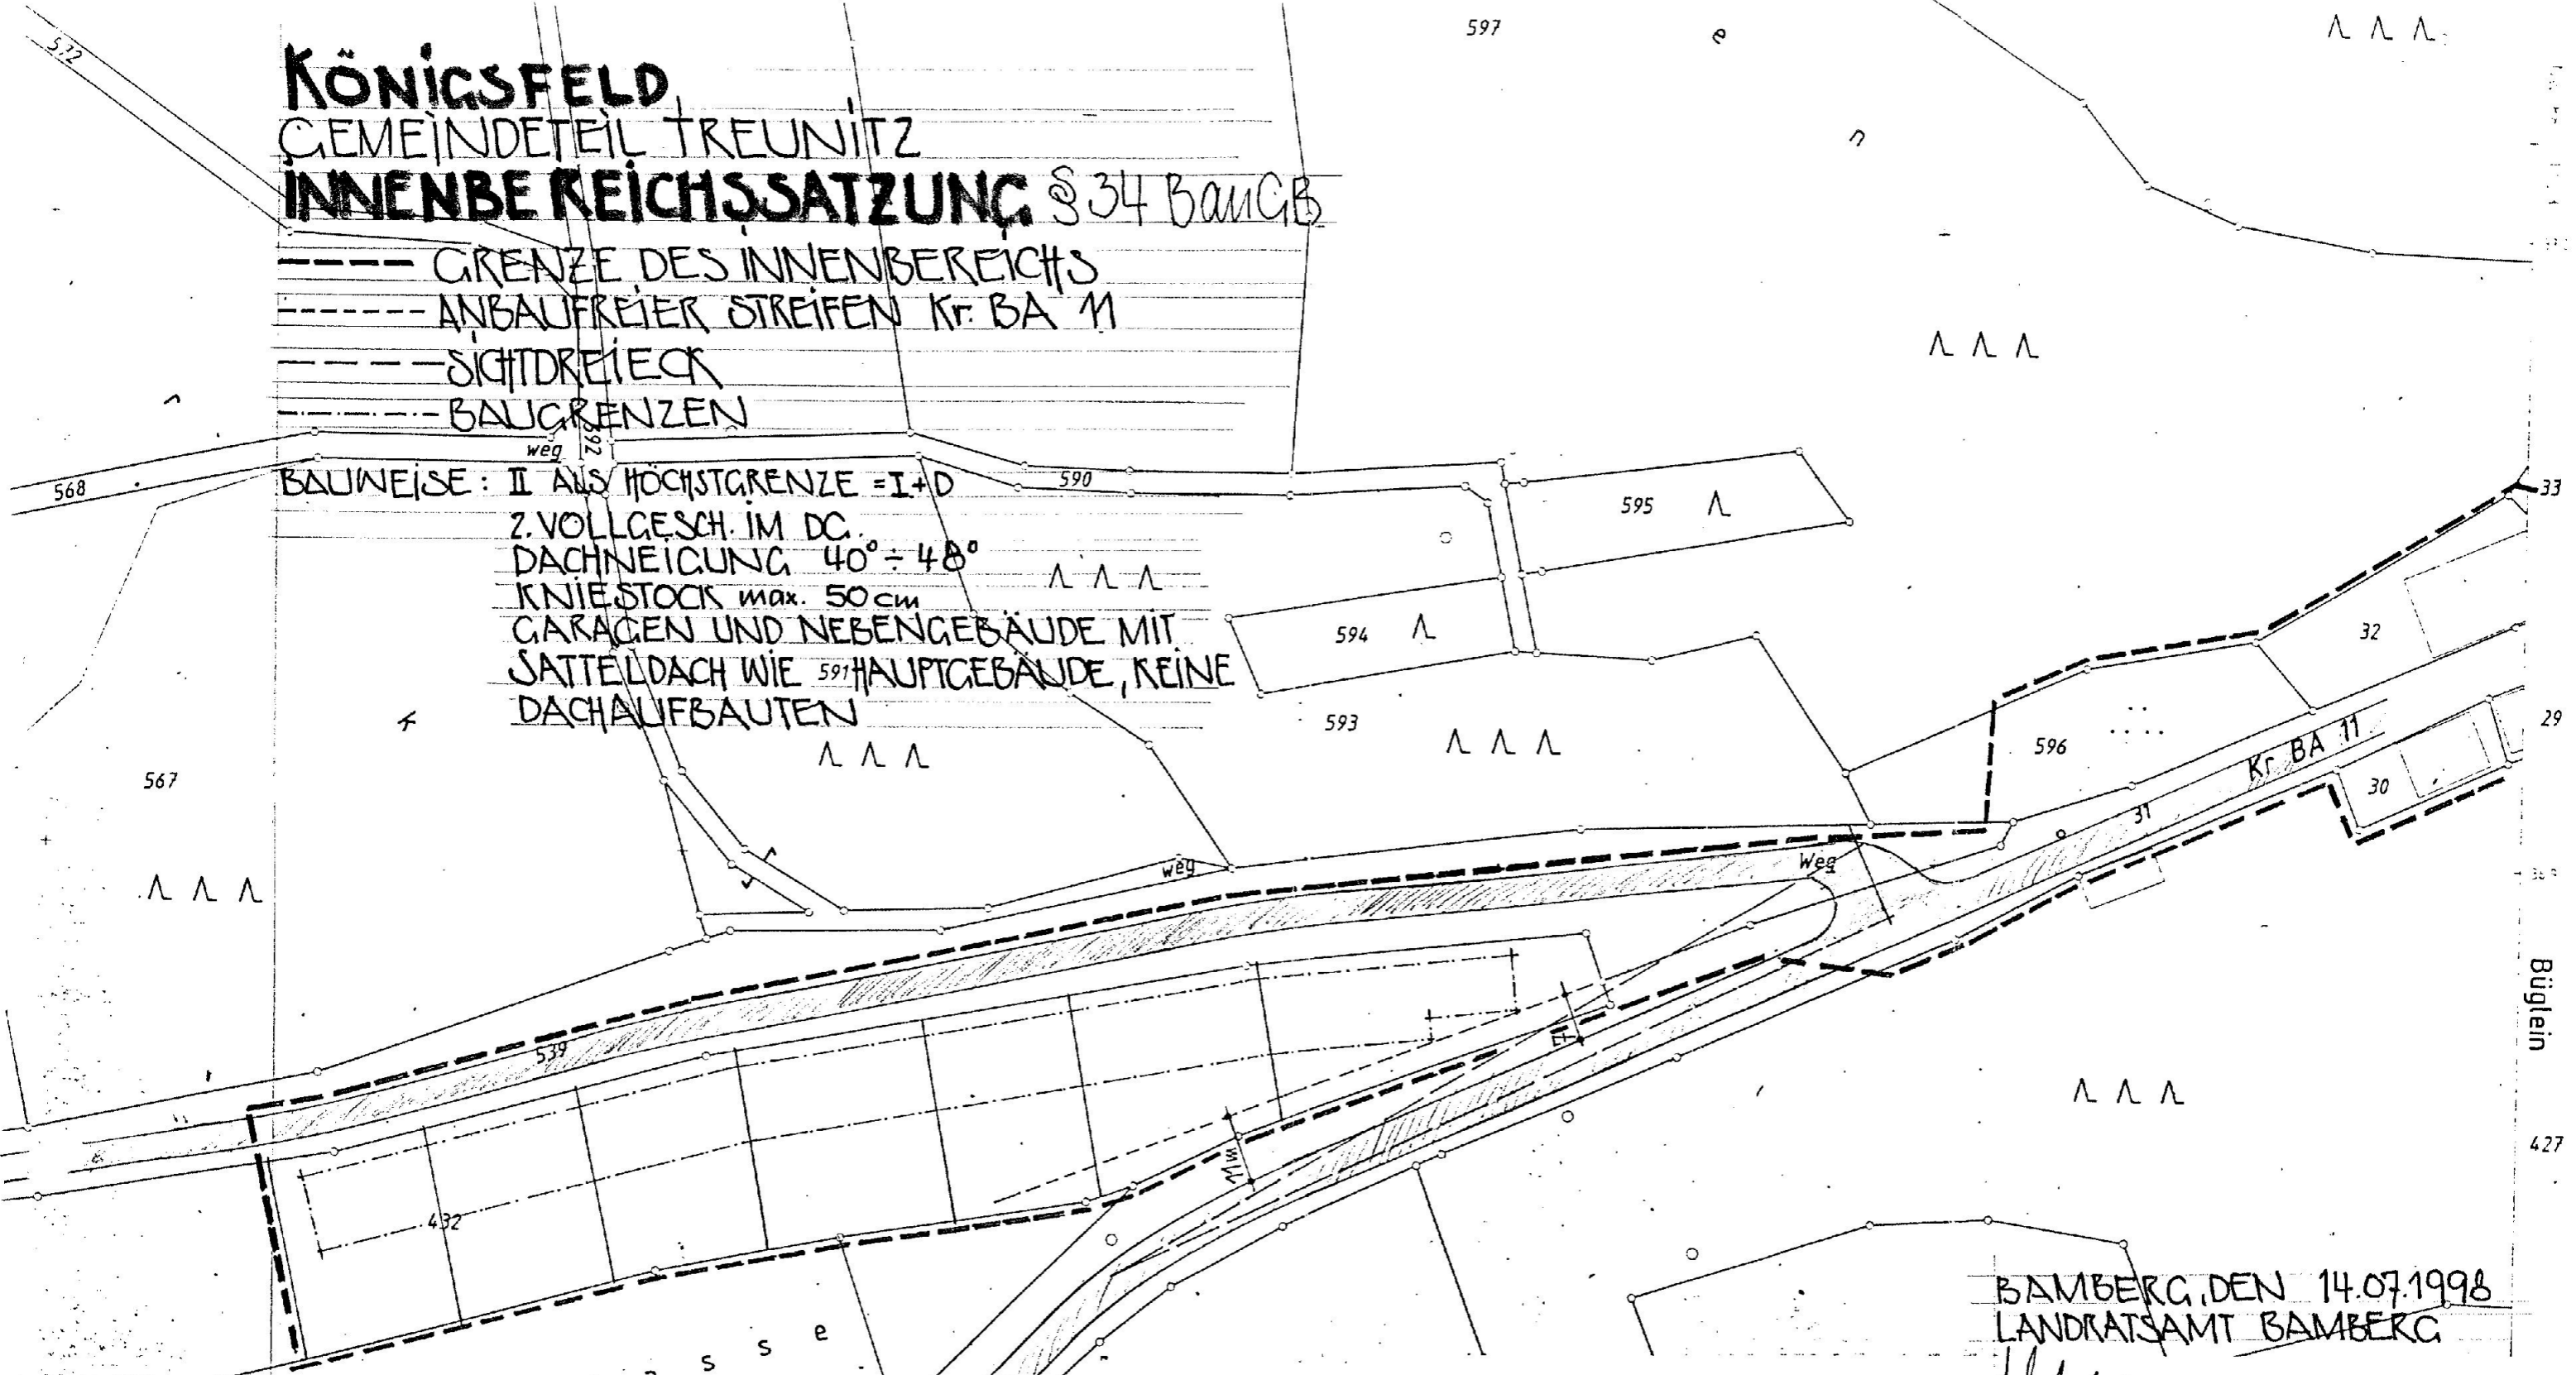 597
e
572
KÖNIGSFELD,
GEMEINDETEIL TREUNITZ
n
INNENBEREICHSSATZUNG § 34 BauGB
GRENZE DES INNENBEREICHS
ANBAUFREIER STREIFEN Kr. BA 11
SICHTDREIECK
BAUGRENZEN
weg
592
568
BAUWEISE: II ALS HÖCHSTGRENZE = I+D
590
33
595
2. VOLLGESCH. IM DG.
DACHNEIGUNG 40° ÷ 48°
KNIESTOCK max. 50 cm
GARAGEN UND NEBENGEBÄUDE MIT
594
32
SATTELDACH WIE 591 HAUPTGEBÄUDE, KEINE
DACHAUFBAUTEN
593
29
596
Kr BA 11
567
30
31
weg
Weg
Büglein
539
427
432
BAMBERG, DEN 14.07.1998
LANDRATSAMT BAMBERG
s s e